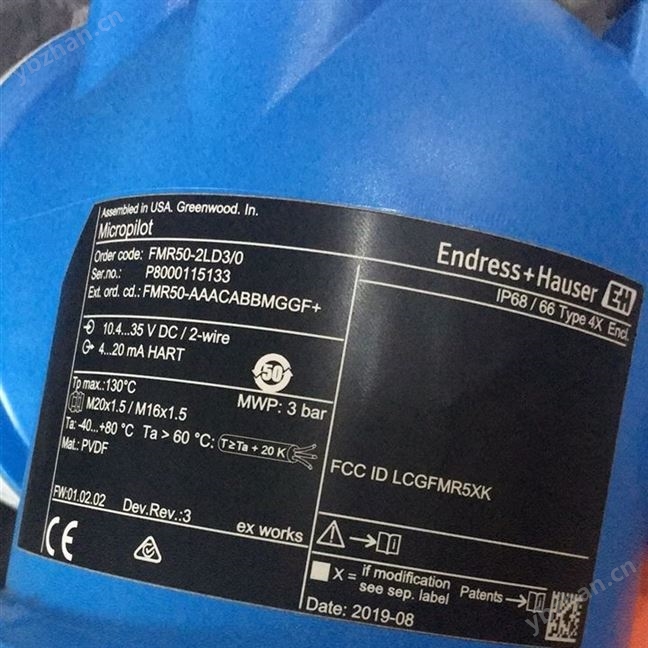 Assembled in USA. Greenwood. In.
Micropilot
Endress+Hauser EH
Order code: FMR50-2LD3/0
Ser.no.: P8000115133
Ext. ord. cd.: FMR50-AAACABBMGGF+
IP68 / 66 Type 4X Encl.
10.4...35 V DC / 2-wire
4...20 mA HART
50
MWP: 3 bar
Tp max.:130°C
M20x1.5 / M16x1.5
Ta: -40...+80 °C Ta > 60 °C: T≥Ta + 20 K
Mat.: PVDF
FCC ID LCGFMR5XK
FW:01.02.02 Dev.Rev.:3 ex works
CE
i
X = if modification
see sep. label
Patents i
Date: 2019-08
ybzhan.cn
ybzhan.cn